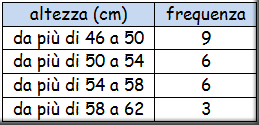 altezza (cm) frequenza
da più di 46 a 50 9
da più di 50 a 54 6
da più di 54 a 58 6
da più di 58 a 62 3